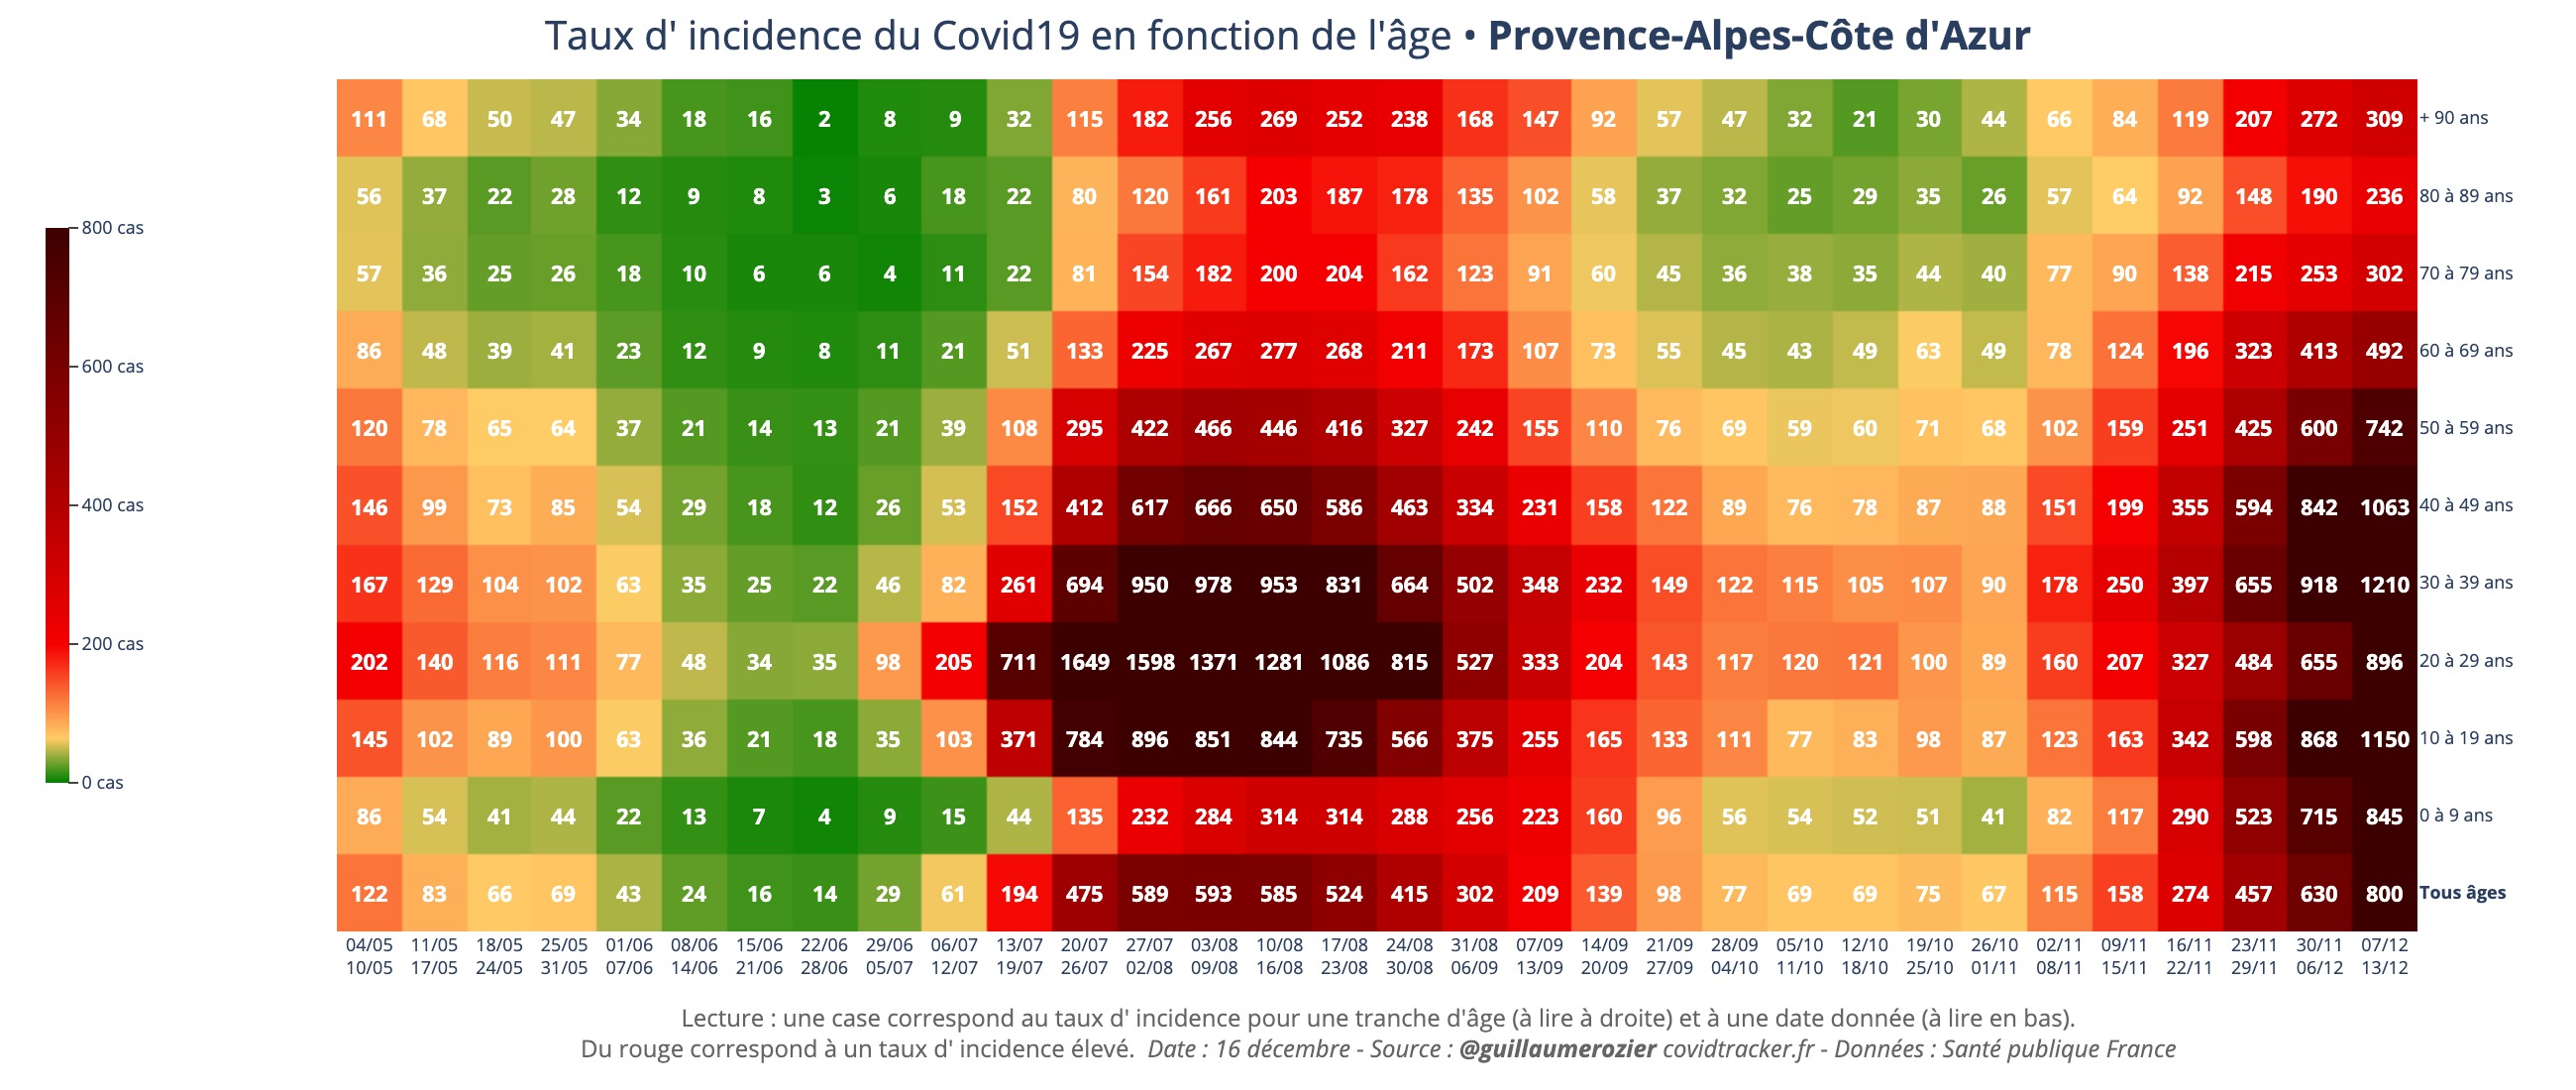 Taux d' incidence du Covid19 en fonction de l'âge • Provence-Alpes-Côte d'Azur
800 cas
600 cas
400 cas
200 cas
0 cas
111 68 50 47 34 18 16 2 8 9 32 115 182 256 269 252 238 168 147 92 57 47 32 21 30 44 66 84 119 207 272 309 + 90 ans
56 37 22 28 12 9 8 3 6 18 22 80 120 161 203 187 178 135 102 58 37 32 25 29 35 26 57 64 92 148 190 236 80 à 89 ans
57 36 25 26 18 10 6 6 4 11 22 81 154 182 200 204 162 123 91 60 45 36 38 35 44 40 77 90 138 215 253 302 70 à 79 ans
86 48 39 41 23 12 9 8 11 21 51 133 225 267 277 268 211 173 107 73 55 45 43 49 63 49 78 124 196 323 413 492 60 à 69 ans
120 78 65 64 37 21 14 13 21 39 108 295 422 466 446 416 327 242 155 110 76 69 59 60 71 68 102 159 251 425 600 742 50 à 59 ans
146 99 73 85 54 29 18 12 26 53 152 412 617 666 650 586 463 334 231 158 122 89 76 78 87 88 151 199 355 594 842 1063 40 à 49 ans
167 129 104 102 63 35 25 22 46 82 261 694 950 978 953 831 664 502 348 232 149 122 115 105 107 90 178 250 397 655 918 1210 30 à 39 ans
202 140 116 111 77 48 34 35 98 205 711 1649 1598 1371 1281 1086 815 527 333 204 143 117 120 121 100 89 160 207 327 484 655 896 20 à 29 ans
145 102 89 100 63 36 21 18 35 103 371 784 896 851 844 735 566 375 255 165 133 111 77 83 98 87 123 163 342 598 868 1150 10 à 19 ans
86 54 41 44 22 13 7 4 9 15 44 135 232 284 314 314 288 256 223 160 96 56 54 52 51 41 82 117 290 523 715 845 0 à 9 ans
122 83 66 69 43 24 16 14 29 61 194 475 589 593 585 524 415 302 209 139 98 77 69 69 75 67 115 158 274 457 630 800 Tous âges
04/05 11/05 18/05 25/05 01/06 08/06 15/06 22/06 29/06 06/07 13/07 20/07 27/07 03/08 10/08 17/08 24/08 31/08 07/09 14/09 21/09 28/09 05/10 12/10 19/10 26/10 02/11 09/11 16/11 23/11 30/11 07/12
10/05 17/05 24/05 31/05 07/06 14/06 21/06 28/06 05/07 12/07 19/07 26/07 02/08 09/08 16/08 23/08 30/08 06/09 13/09 20/09 27/09 04/10 11/10 18/10 25/10 01/11 08/11 15/11 22/11 29/11 06/12 13/12
Lecture : une case correspond au taux d' incidence pour une tranche d'âge (à lire à droite) et à une date donnée (à lire en bas).
Du rouge correspond à un taux d' incidence élevé. Date : 16 décembre - Source : @guillaumerozier covidtracker.fr - Données : Santé publique France